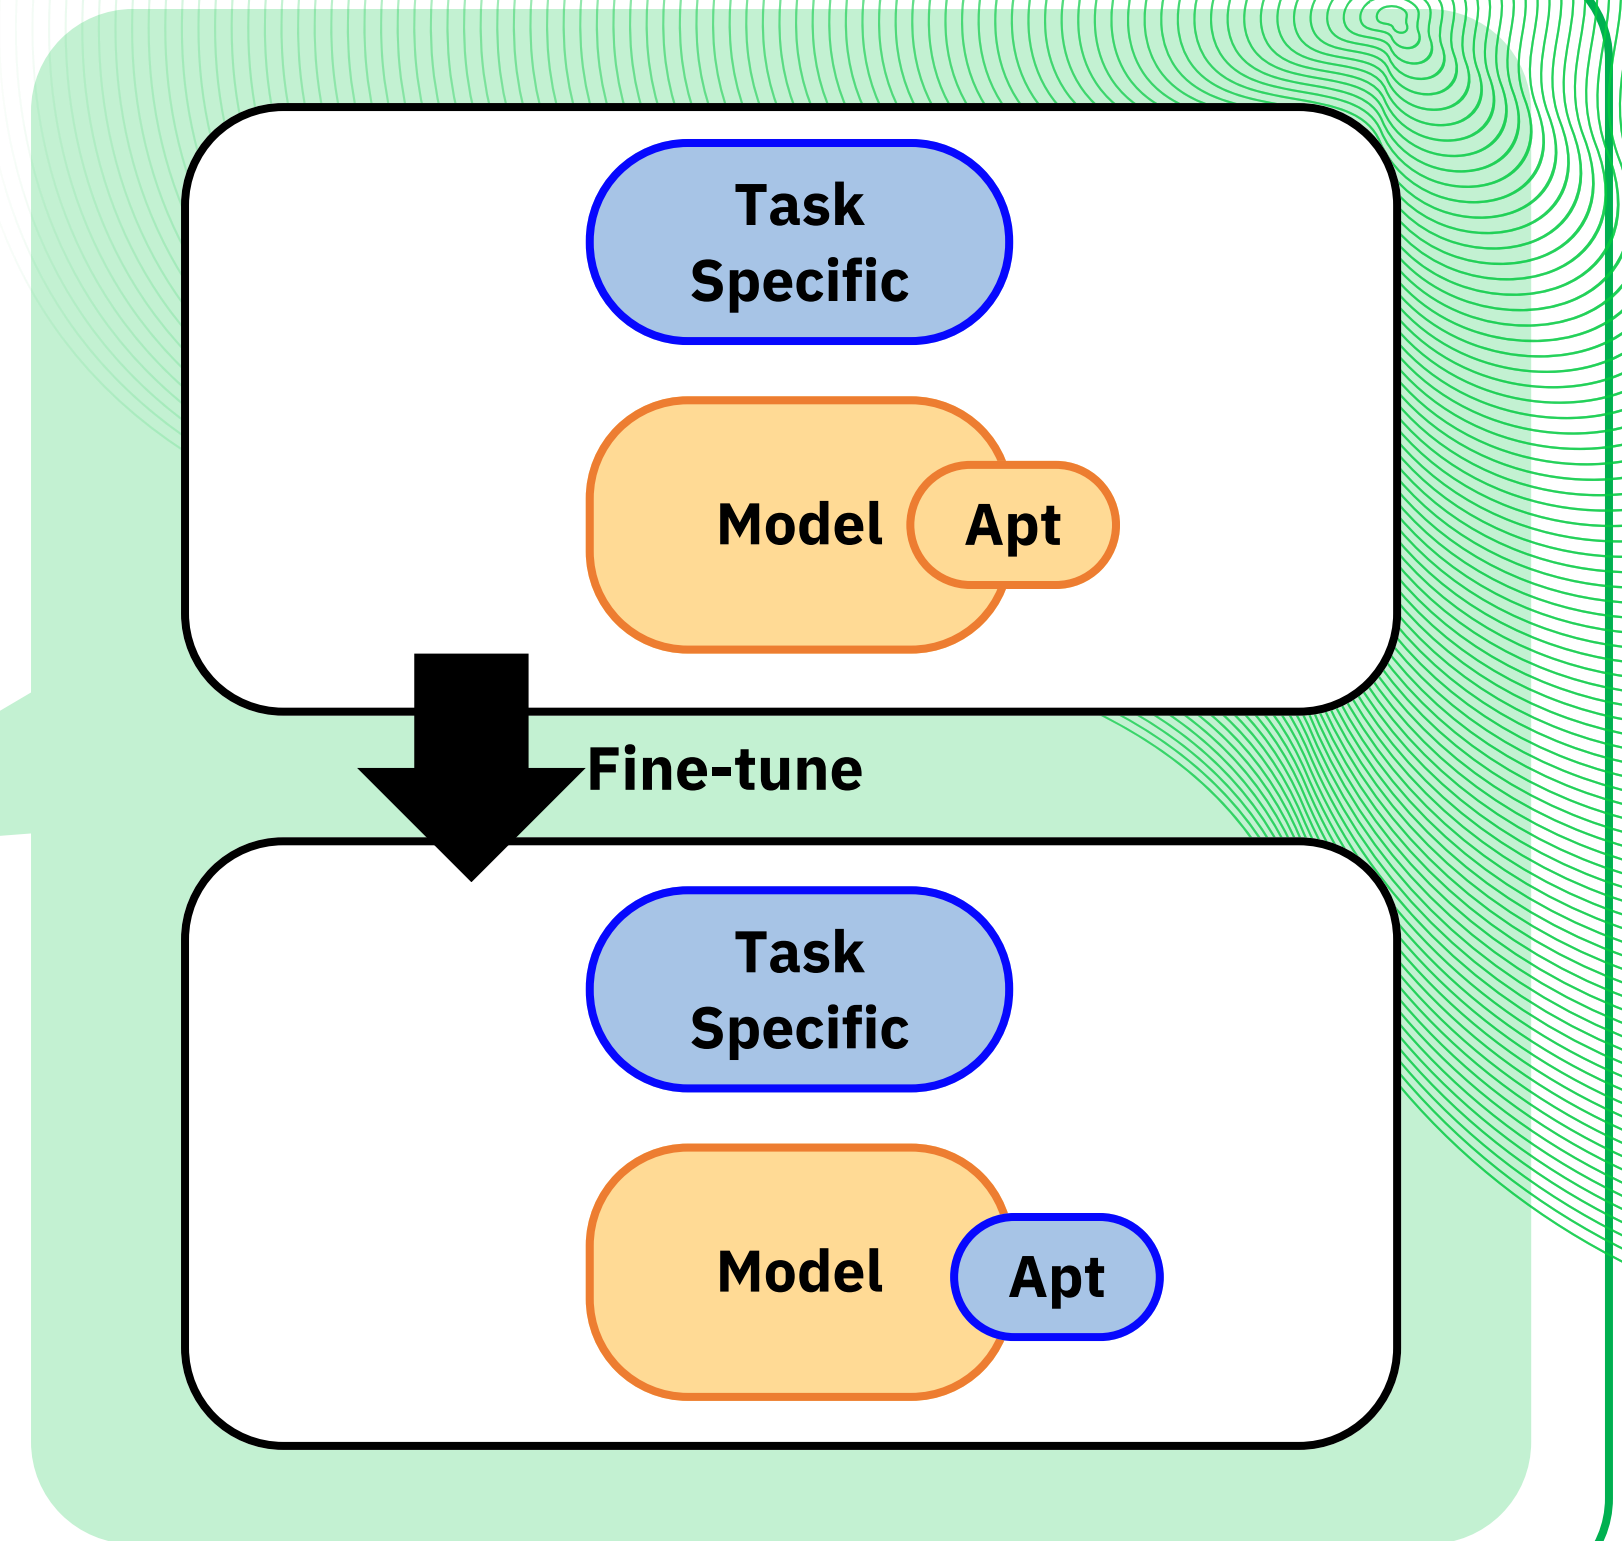 Task
Specific
Model
Apt
Fine-tune
Task
Specific
Model
Apt